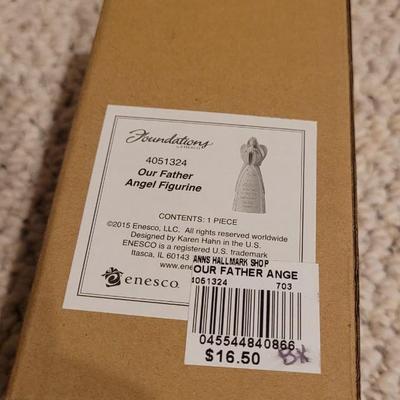 Foundations
4051324
Our Father
Angel Figurine
CONTENTS: 1 PIECE
©2015 Enesco, LLC. All rights reserved worldwide
Designed by Karen Hahn in the U.S.
ENESCO is a registered U.S. trademark
Itasca, IL 60143
www.ene
enesco
ANNS HALLMARK SHOP
OUR FATHER ANGE
4051324 703
045544840866
$16.50
BX